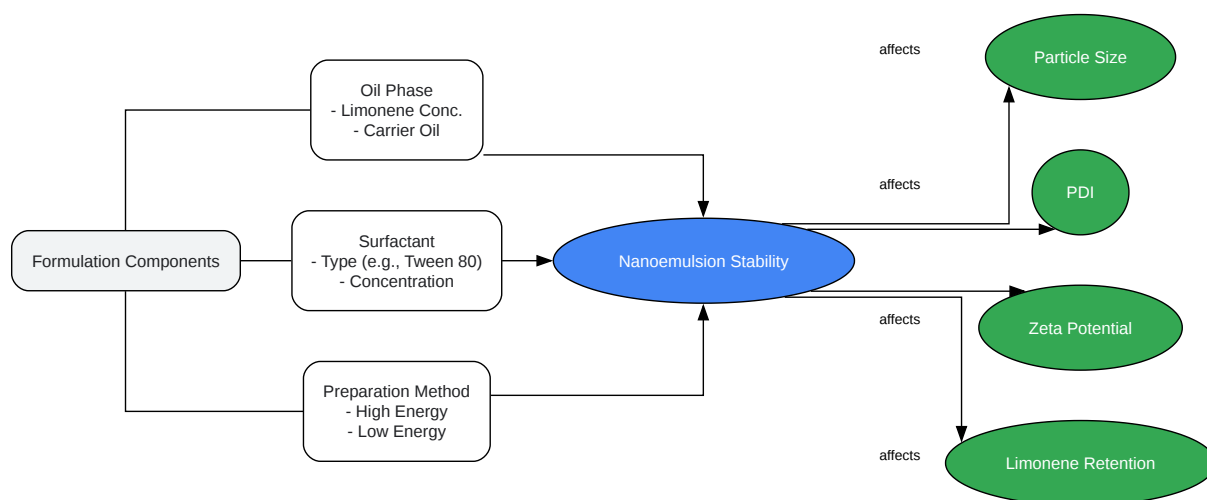 Formulation Components
Oil Phase
- Limonene Conc.
- Carrier Oil
Surfactant
- Type (e.g., Tween 80)
- Concentration
Preparation Method
- High Energy
- Low Energy
Nanoemulsion Stability
affects
Particle Size
affects
PDI
affects
Zeta Potential
affects
Limonene Retention